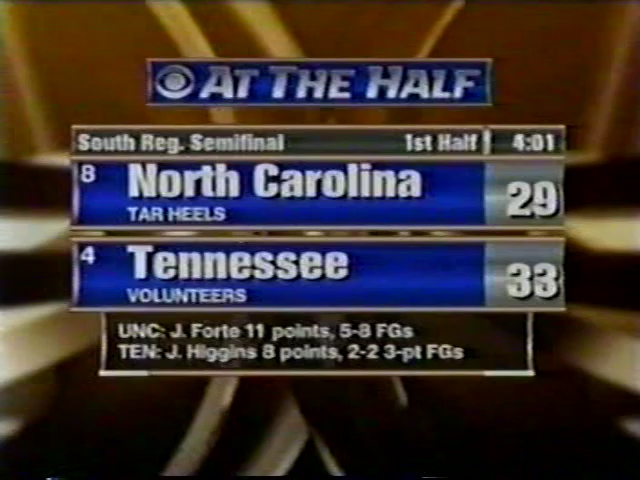 AT THE HALF
South Reg. Semifinal 1st Half 4:01
8 North Carolina 29
TAR HEELS
4 Tennessee 33
VOLUNTEERS
UNC: J. Forte 11 points, 5-8 FGs
TEN: J. Higgins 8 points, 2-2 3-pt FGs